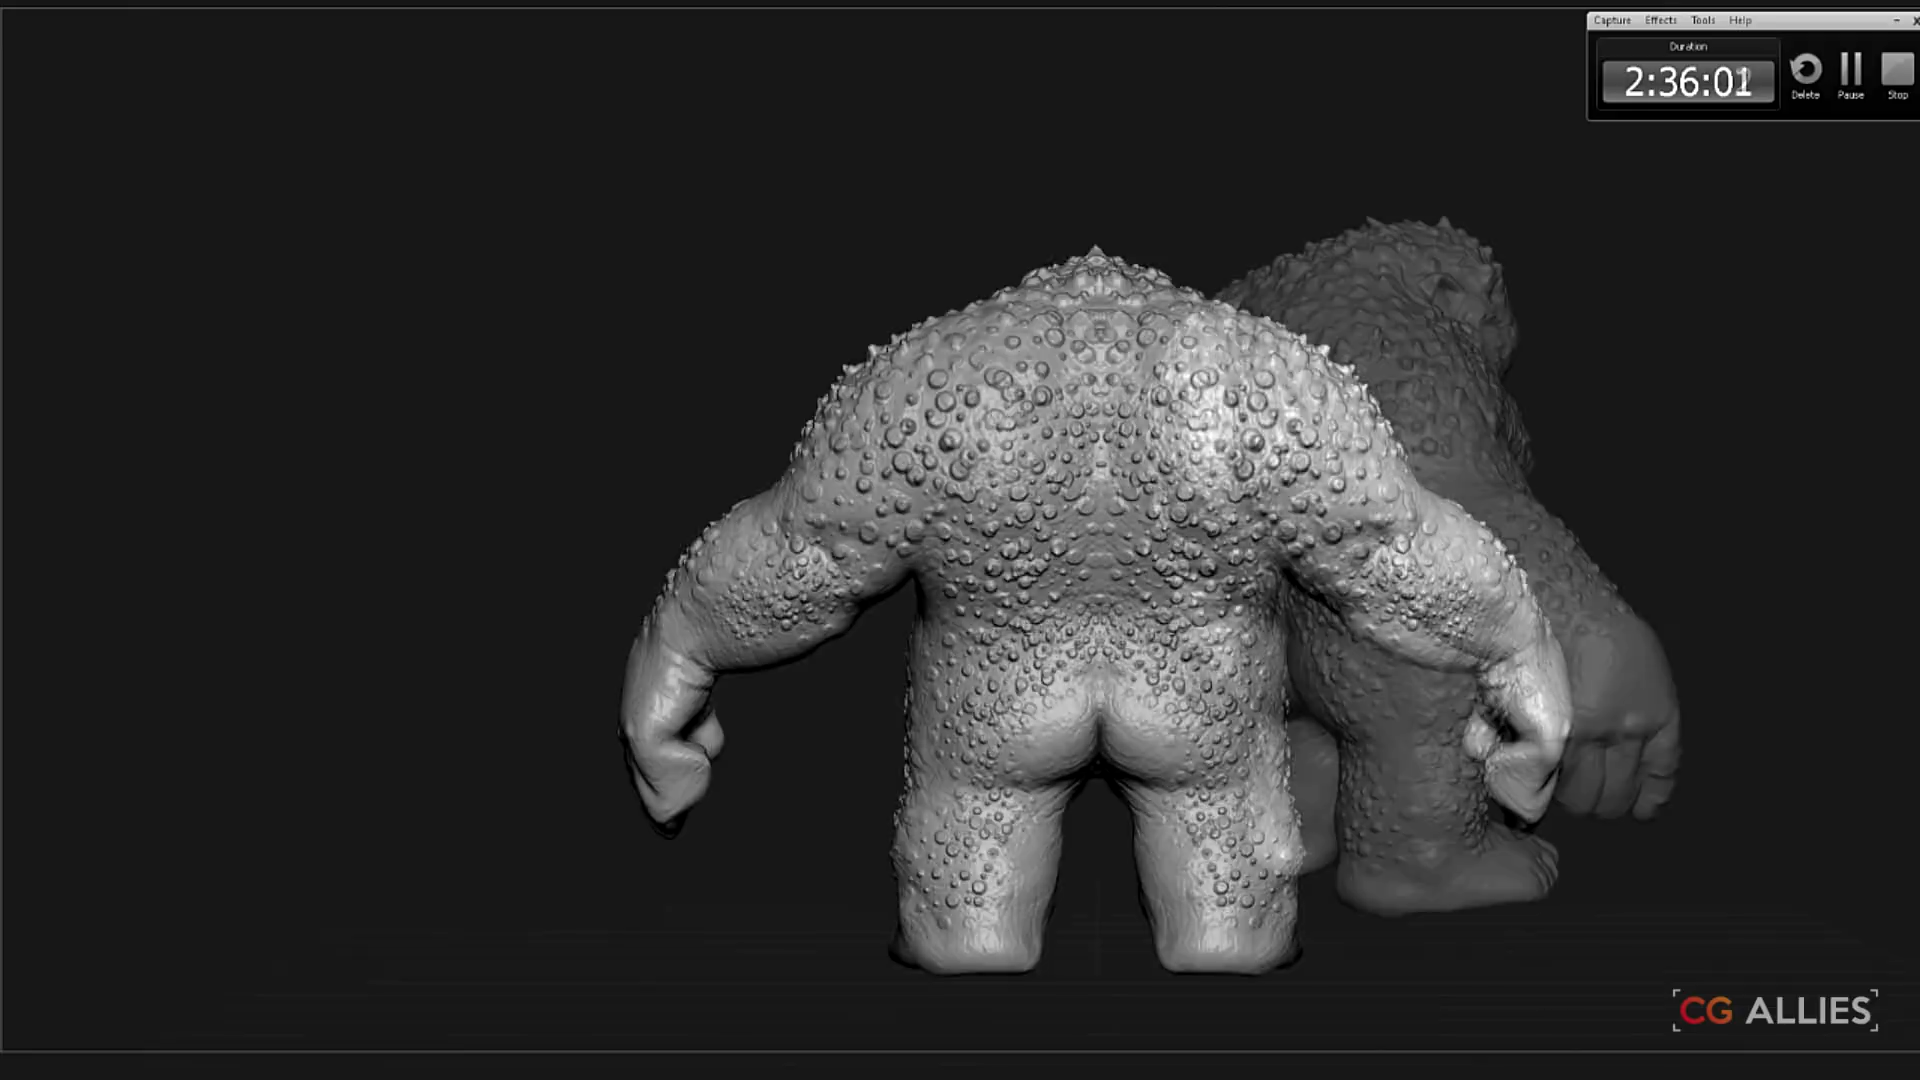 Capture Effects Tools Help
Duration
2:36:01
Delete Pause Stop
CG ALLIES